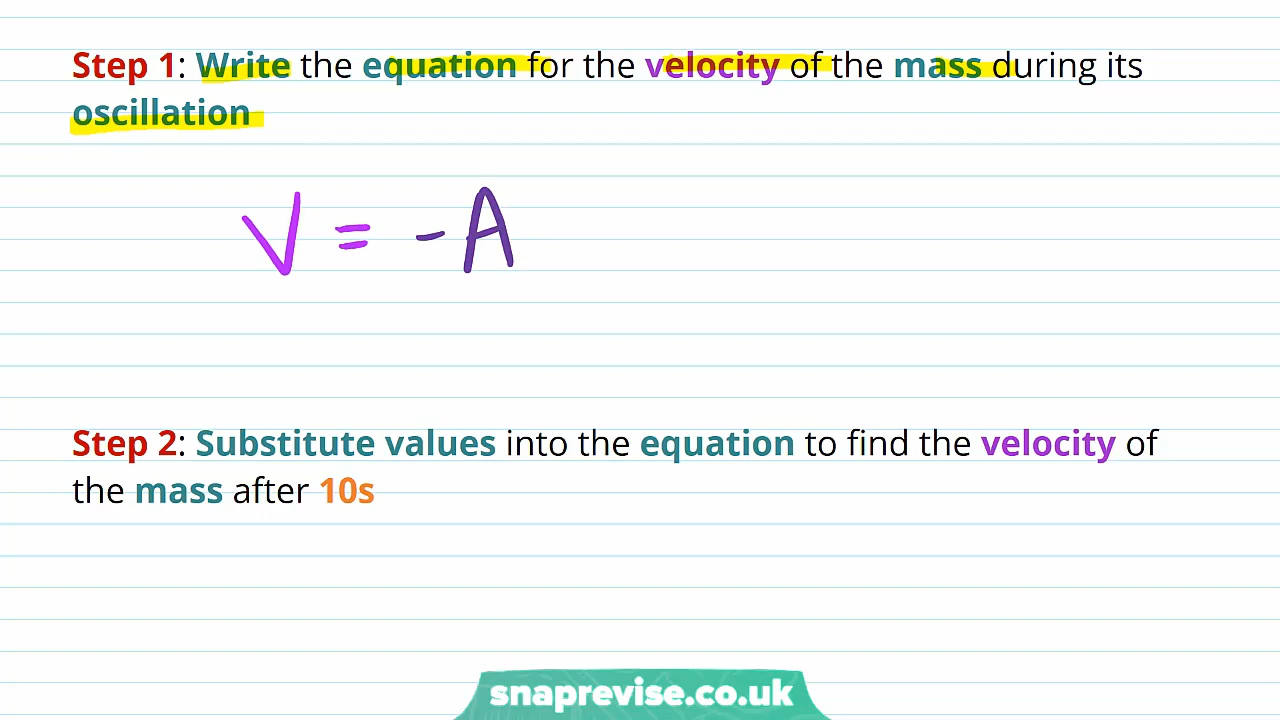 Step 1: Write the equation for the velocity of the mass during its
oscillation
V = -A
Step 2: Substitute values into the equation to find the velocity of
the mass after 10s
snaprevise.co.uk